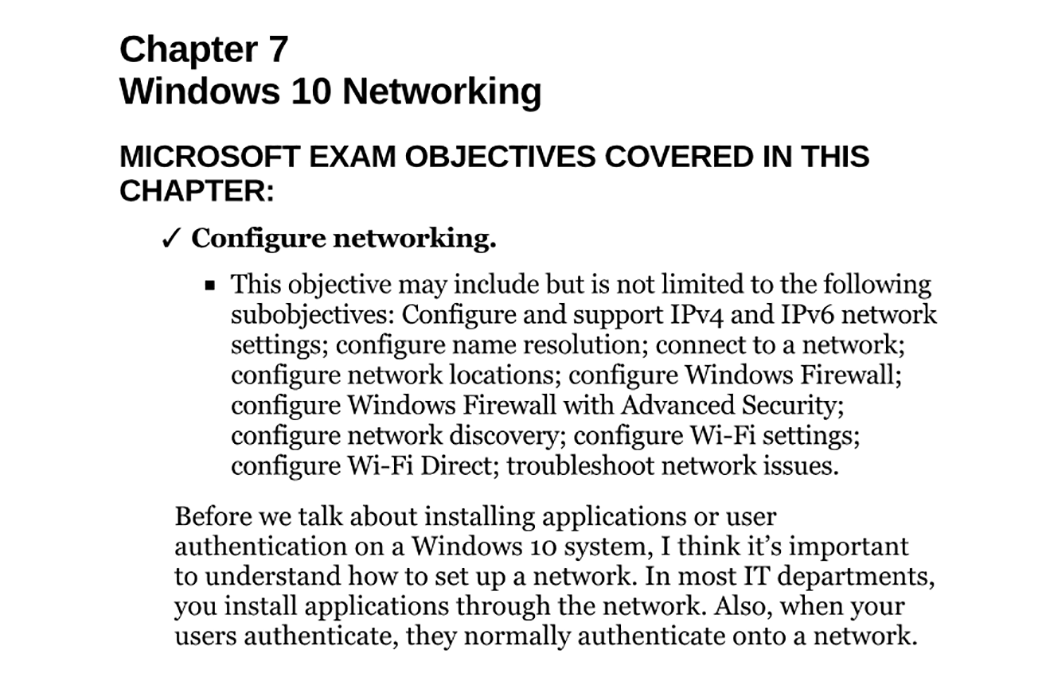 Chapter 7
Windows 10 Networking
MICROSOFT EXAM OBJECTIVES COVERED IN THIS
CHAPTER:
✓ Configure networking.
▪ This objective may include but is not limited to the following
subobjectives: Configure and support IPv4 and IPv6 network
settings; configure name resolution; connect to a network;
configure network locations; configure Windows Firewall;
configure Windows Firewall with Advanced Security;
configure network discovery; configure Wi-Fi settings;
configure Wi-Fi Direct; troubleshoot network issues.
Before we talk about installing applications or user
authentication on a Windows 10 system, I think it’s important
to understand how to set up a network. In most IT departments,
you install applications through the network. Also, when your
users authenticate, they normally authenticate onto a network.